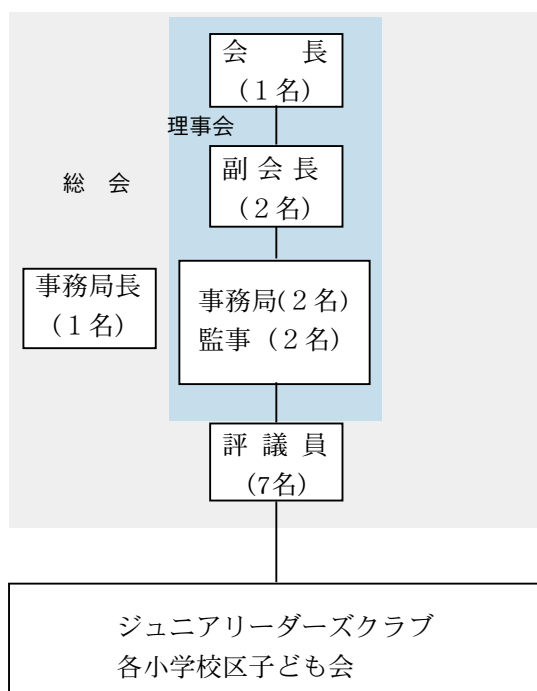 会　　長
（１名）
理事会
副 会 長
（２名）
総　会
事務局長
（１名）
事務局(２名)
監事（２名）
評 議 員
(7名)
ジュニアリーダーズクラブ
各小学校区子ども会